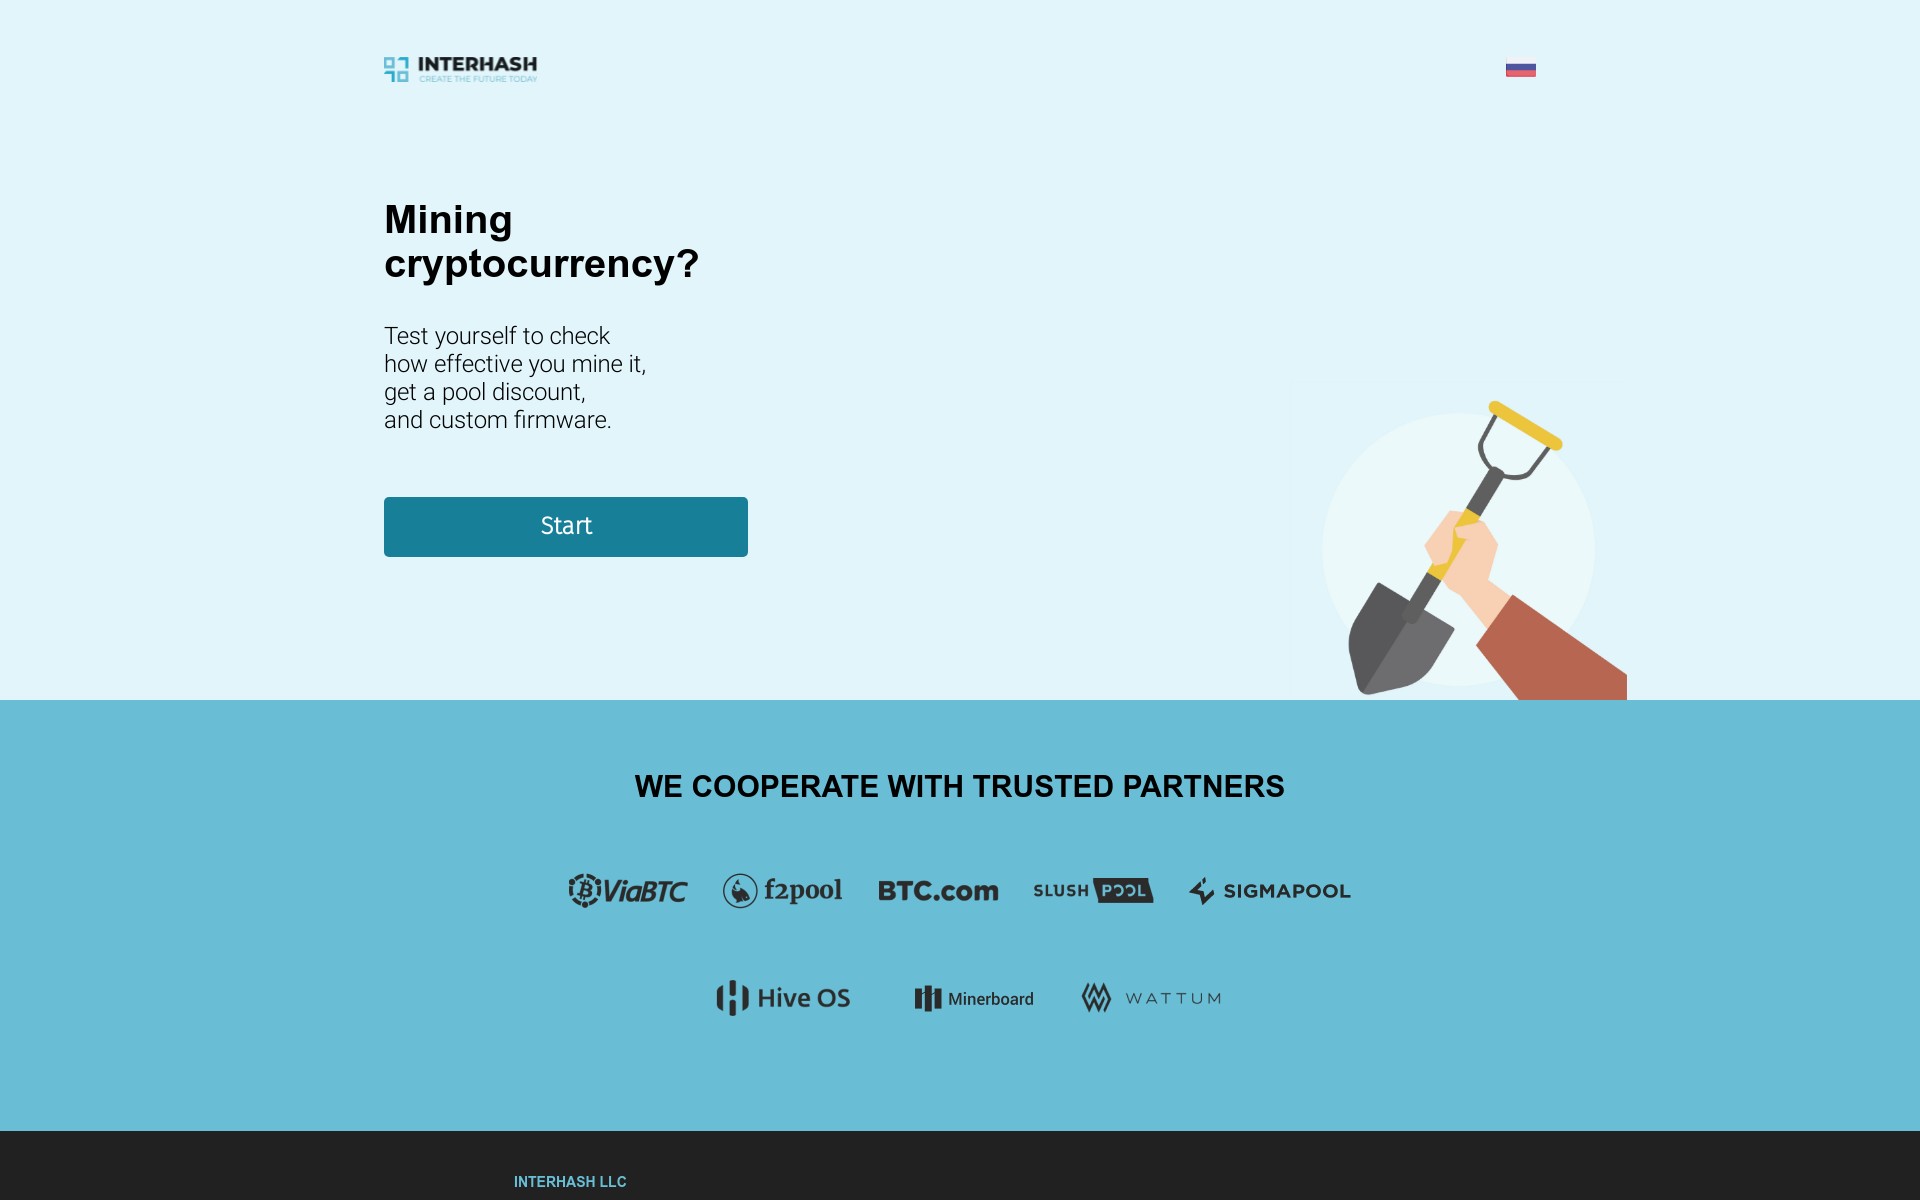 INTERHASH
CREATE THE FUTURE TODAY
Mining
cryptocurrency?
Test yourself to check
how effective you mine it,
get a pool discount,
and custom firmware.
Start
WE COOPERATE WITH TRUSTED PARTNERS
ViaBTC f2pool BTC.com SLUSH POOL SIGMAPOOL
Hive OS Minerboard WATTUM
INTERHASH LLC